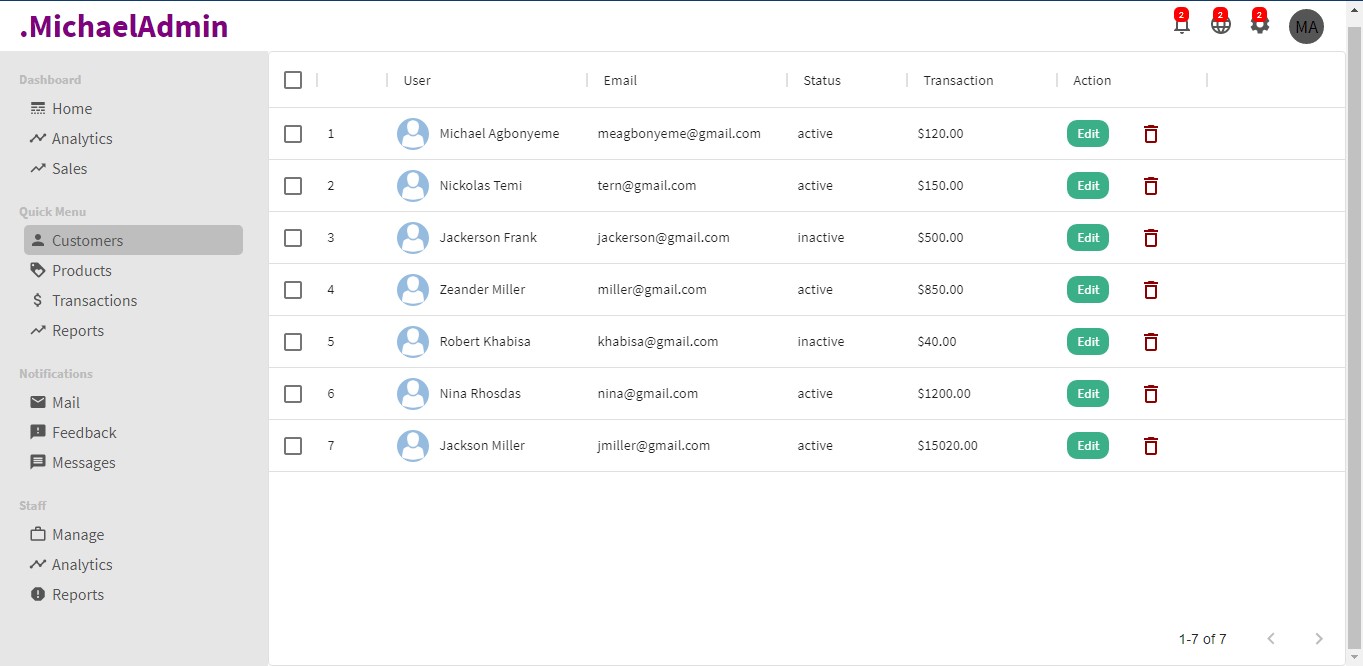 .MichaelAdmin
2 2 2 MA
Dashboard
Home
Analytics
Sales
Quick Menu
Customers
Products
Transactions
Reports
Notifications
Mail
Feedback
Messages
Staff
Manage
Analytics
Reports
User Email Status Transaction Action
1 Michael Agbonyeme meagbonyeme@gmail.com active $120.00 Edit
2 Nickolas Temi tern@gmail.com active $150.00 Edit
3 Jackerson Frank jackerson@gmail.com inactive $500.00 Edit
4 Zeander Miller miller@gmail.com active $850.00 Edit
5 Robert Khabisa khabisa@gmail.com inactive $40.00 Edit
6 Nina Rhosdas nina@gmail.com active $1200.00 Edit
7 Jackson Miller jmiller@gmail.com active $15020.00 Edit
1-7 of 7